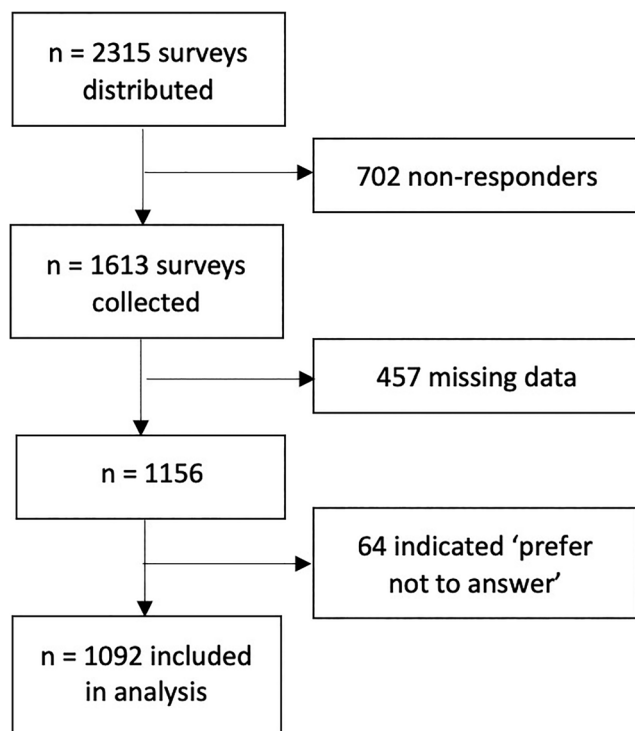 n = 2315 surveys
distributed
702 non-responders
n = 1613 surveys
collected
457 missing data
n = 1156
64 indicated ‘prefer
not to answer’
n = 1092 included
in analysis